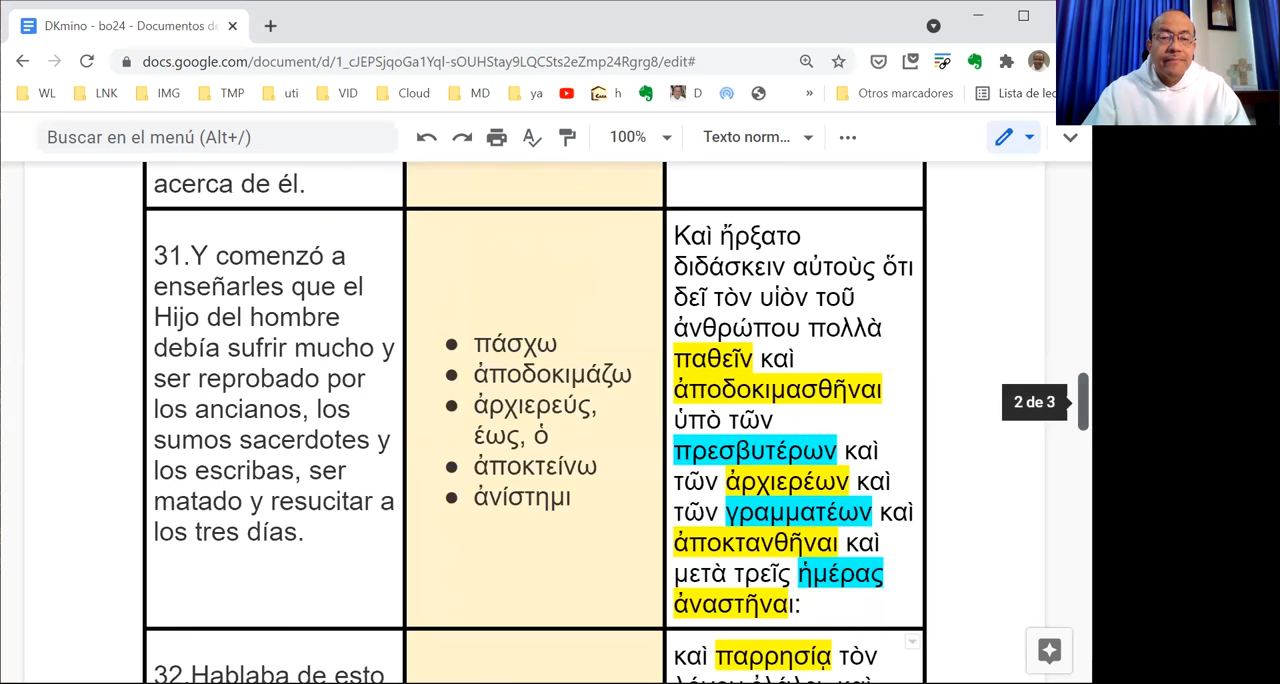 DKmino - bo24 - Documentos de
docs.google.com/document/d/1_cJEPSjqoGa1YqI-sOUHStay9LQCSts2eZmp24Rgrg8/edit#
WL LNK IMG TMP uti VID Cloud MD ya h D » Otros marcadores Lista de lec
Buscar en el menú (Alt+/) 100% Texto norm...
acerca de él.
31.Y comenzó a
enseñarles que el
Hijo del hombre
debía sufrir mucho y
ser reprobado por
los ancianos, los
sumos sacerdotes y
los escribas, ser
matado y resucitar a
los tres días.
● πάσχω
● ἀποδοκιμάζω
● ἀρχιερεύς,
έως, ὁ
● ἀποκτείνω
● ἀνίστημι
Καὶ ἤρξατο
διδάσκειν αὐτοὺς ὅτι
δεῖ τὸν υἱὸν τοῦ
ἀνθρώπου πολλὰ
παθεῖν καὶ
ἀποδοκιμασθῆναι
ὑπὸ τῶν
πρεσβυτέρων καὶ
τῶν ἀρχιερέων καὶ
τῶν γραμματέων καὶ
ἀποκτανθῆναι καὶ
μετὰ τρεῖς ἡμέρας
ἀναστῆναι:
2 de 3
32.Hablaba de esto
καὶ παρρησίᾳ τὸν